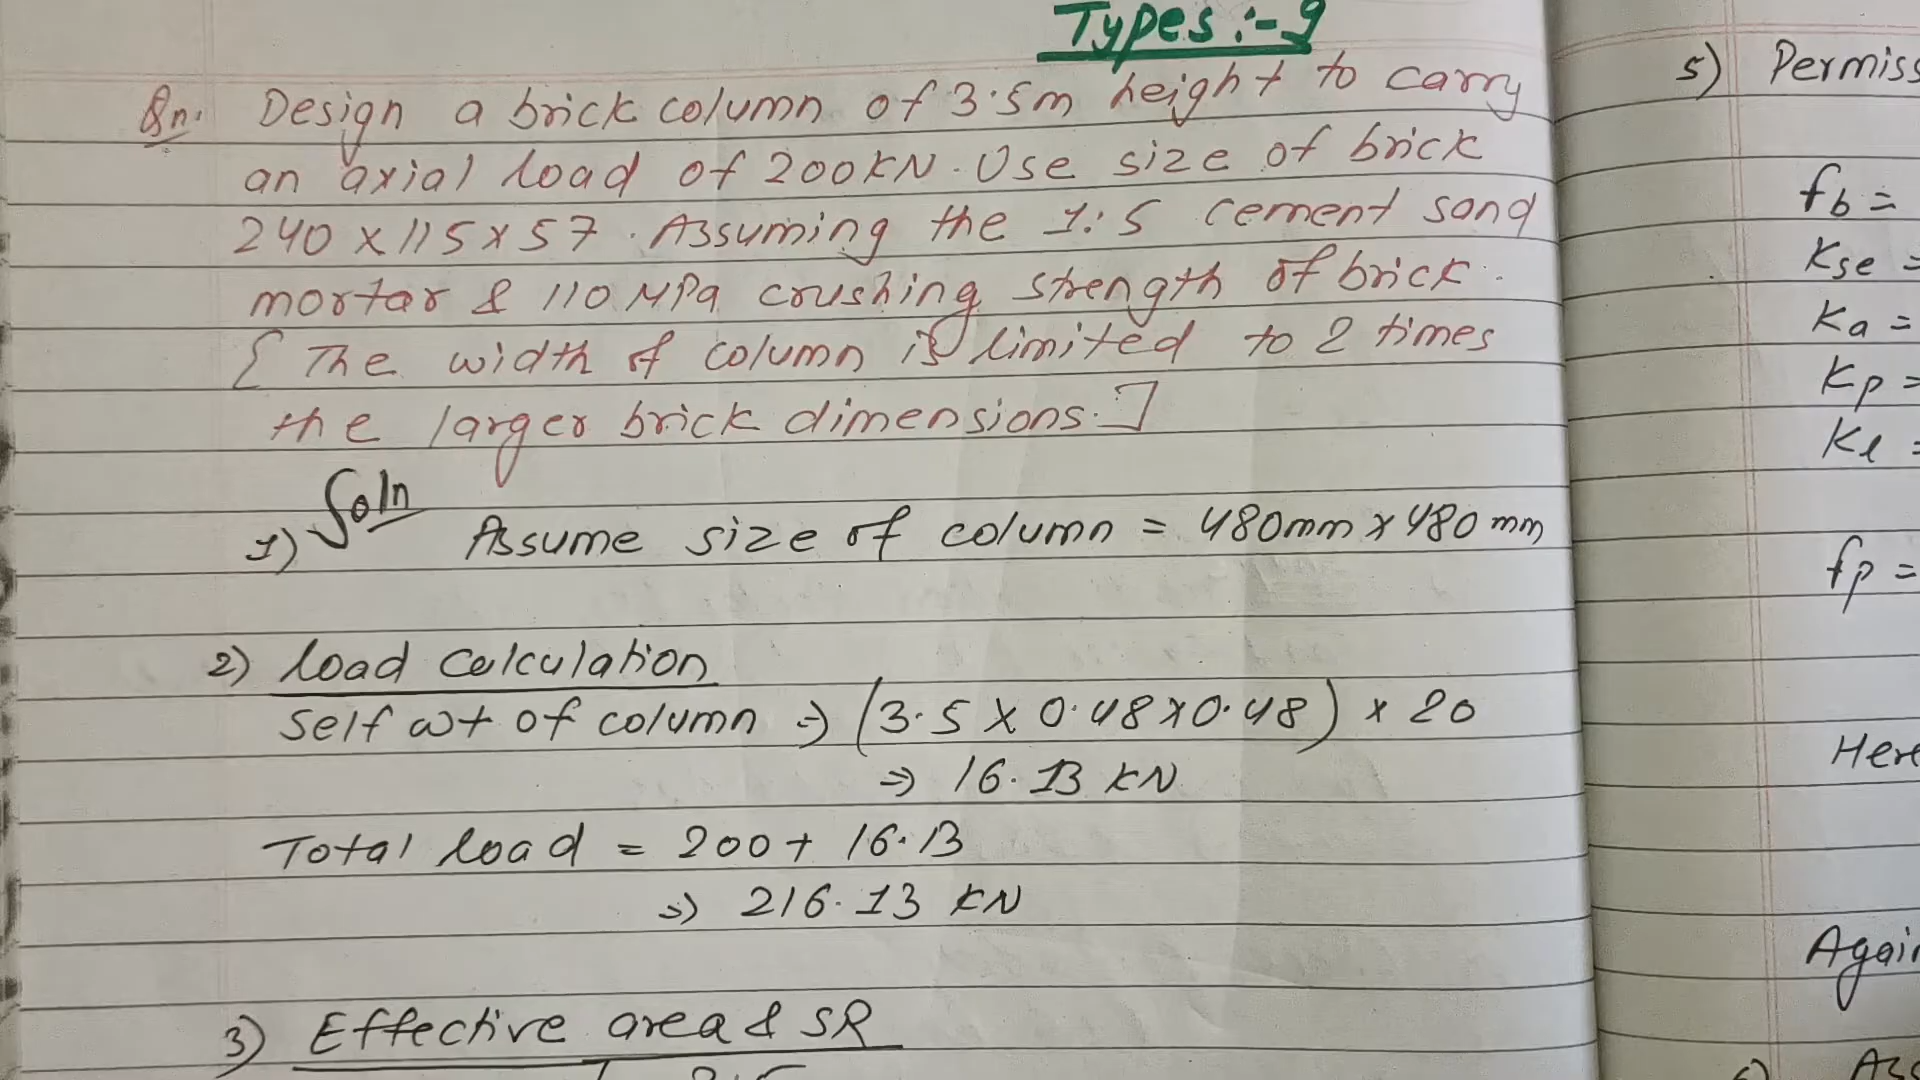 Types:-9
Qn. Design a brick column of 3.5m height to carry
an axial load of 200KN. Use size of brick
240 x 115 x 57. Assuming the 1:5 cement sand
mortar & 110 MPa crushing strength of brick.
[ The width of column is limited to 2 times
the larger brick dimensions. ]
Soln
1) Assume size of column = 480mm x 480 mm
2) load calculation
self wt of column => (3.5 x 0.48x0.48) x 20
=> 16.13 KN
Total load = 200+ 16.13
=> 216.13 KN
3) Effective area & SR
5) Permiss
fb =
Kse =
Ka =
Kp =
Kl =
fp =
Here
Again